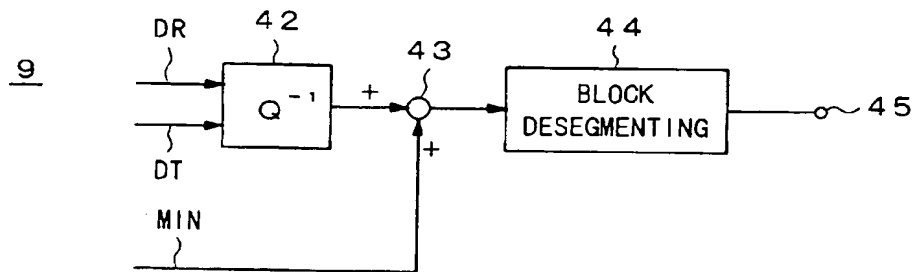 9
DR
DT
MIN
42
Q⁻¹
+
43
+
44
BLOCK
DESEGMENTING
45